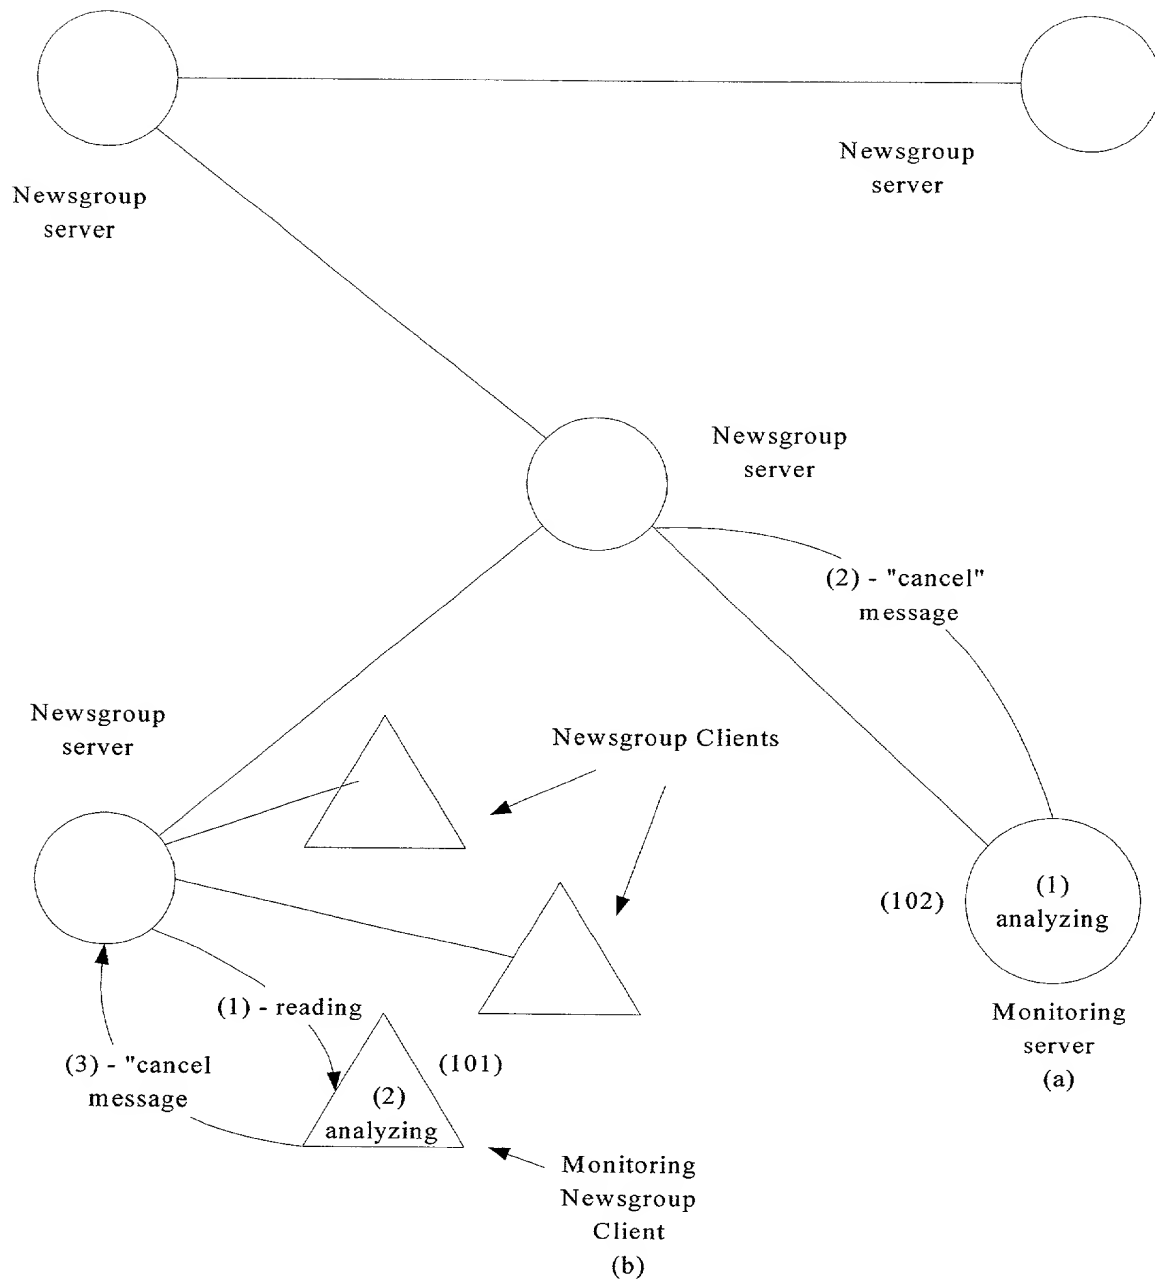 Newsgroup
server
Newsgroup
server
Newsgroup
server
(2) - "cancel"
message
Newsgroup
server
Newsgroup Clients
(102)
(1)
analyzing
(1) - reading
Monitoring
server
(a)
(3) - "cancel
message
(101)
(2)
analyzing
Monitoring
Newsgroup
Client
(b)